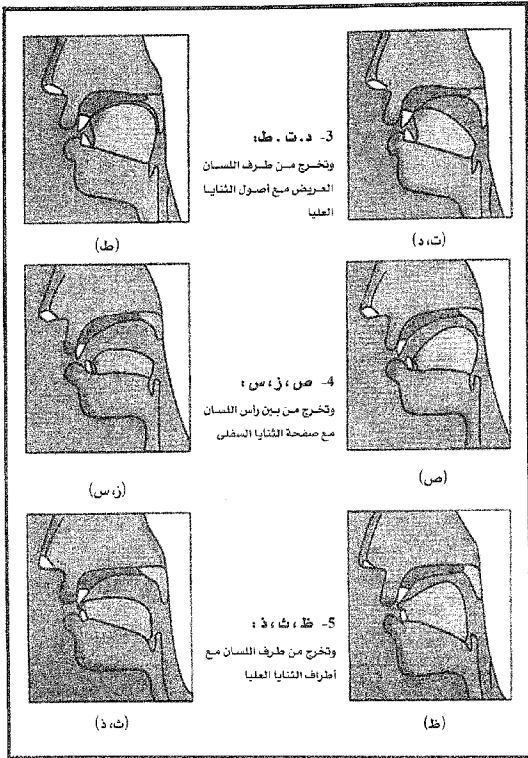 3- د. ت . ط:
وتخرج من طرف اللسان
العريض مع أصول الثنايا
العليا
(ت، د)
(ط)
4- ص ، ز ، س :
وتخرج من بين رأس اللسان
مع صفحة الثنايا السفلى
(ص)
(ز، س)
5- ظ ، ث ، ذ :
وتخرج من طرف اللسان مع
أطراف الثنايا العليا
(ظ)
(ث، ذ)